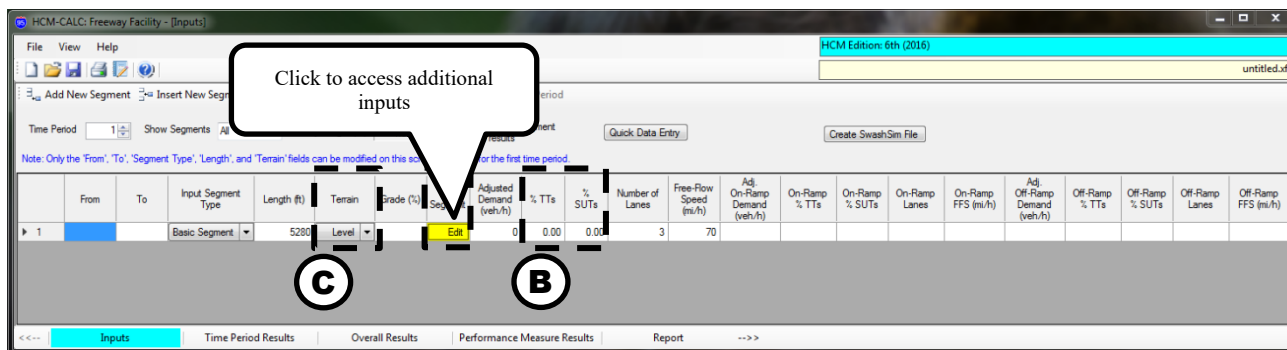 HCM-CALC: Freeway Facility - [Inputs]
File View Help
HCM Edition: 6th (2016)
untitled.xf
Click to access additional
inputs
Add New Segment Insert New Segr eriod
Time Period 1 Show Segments All ment
results
Quick Data Entry
Create SwashSim File
Note: Only the 'From', 'To', 'Segment Type', 'Length', and 'Terrain' fields can be modified on this sc for the first time period.
From To Input Segment Type Length (ft) Terrain Grade (%) Segment Adjusted Demand (veh/h) % TTs % SUTs Number of Lanes Free-Flow Speed (mi/h) Adj. On-Ramp Demand (veh/h) On-Ramp % TTs On-Ramp % SUTs On-Ramp Lanes On-Ramp FFS (mi/h) Adj. Off-Ramp Demand (veh/h) Off-Ramp % TTs Off-Ramp % SUTs Off-Ramp Lanes Off-Ramp FFS (mi/h)
1 Basic Segment 5280 Level Edit 0 0.00 0.00 3 70
C
B
<<-- Inputs Time Period Results Overall Results Performance Measure Results Report -->>